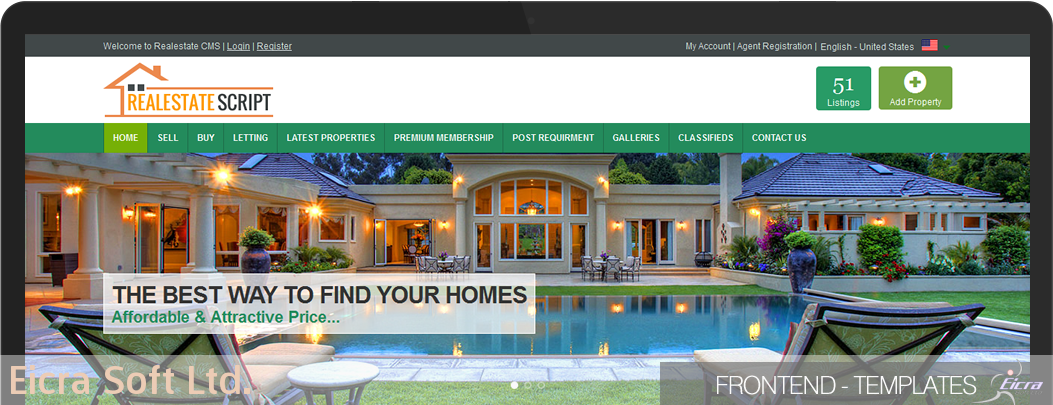 Welcome to Realestate CMS | Login | Register
My Account | Agent Registration | English - United States
REALESTATE SCRIPT
51
Listings
Add Property
HOME SELL BUY LETTING LATEST PROPERTIES PREMIUM MEMBERSHIP POST REQUIRMENT GALLERIES CLASSIFIEDS CONTACT US
THE BEST WAY TO FIND YOUR HOMES
Affordable & Attractive Price...
Eicra Soft Ltd.
FRONTEND - TEMPLATES
Eicra